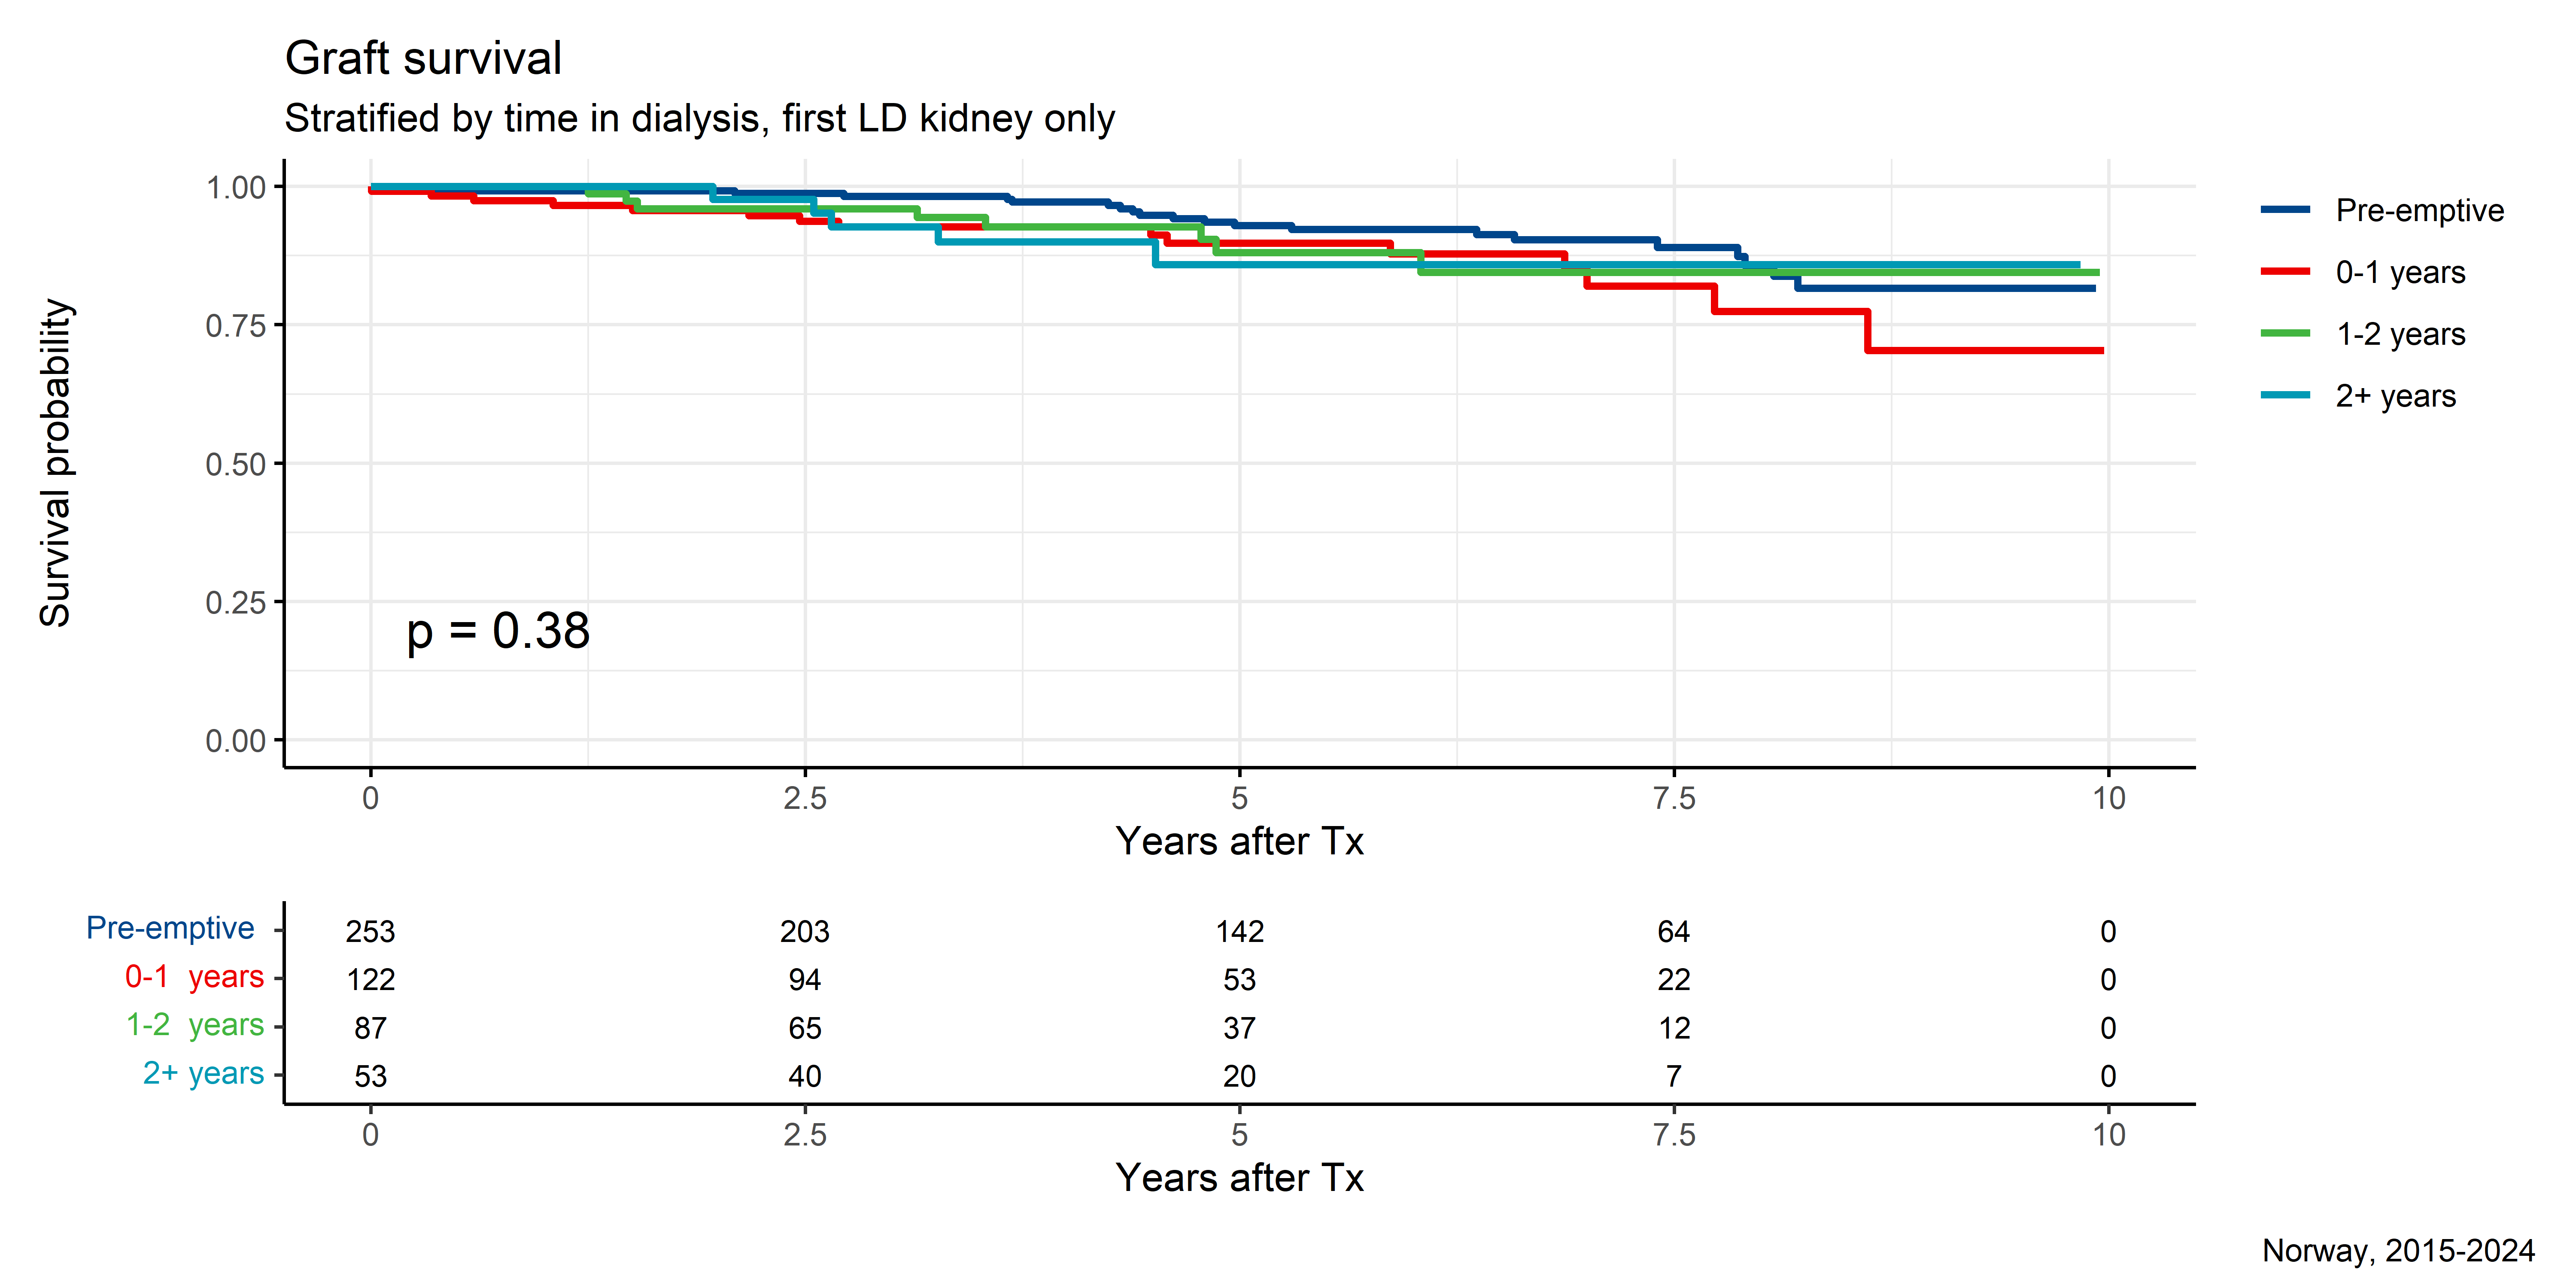 Graft survival
Stratified by time in dialysis, first LD kidney only
Survival probability
1.00
0.75
0.50
0.25
0.00
p = 0.38
0 2.5 5 7.5 10
Years after Tx
Pre-emptive
0-1 years
1-2 years
2+ years
Pre-emptive 253 203 142 64 0
0-1 years 122 94 53 22 0
1-2 years 87 65 37 12 0
2+ years 53 40 20 7 0
0 2.5 5 7.5 10
Years after Tx
Norway, 2015-2024